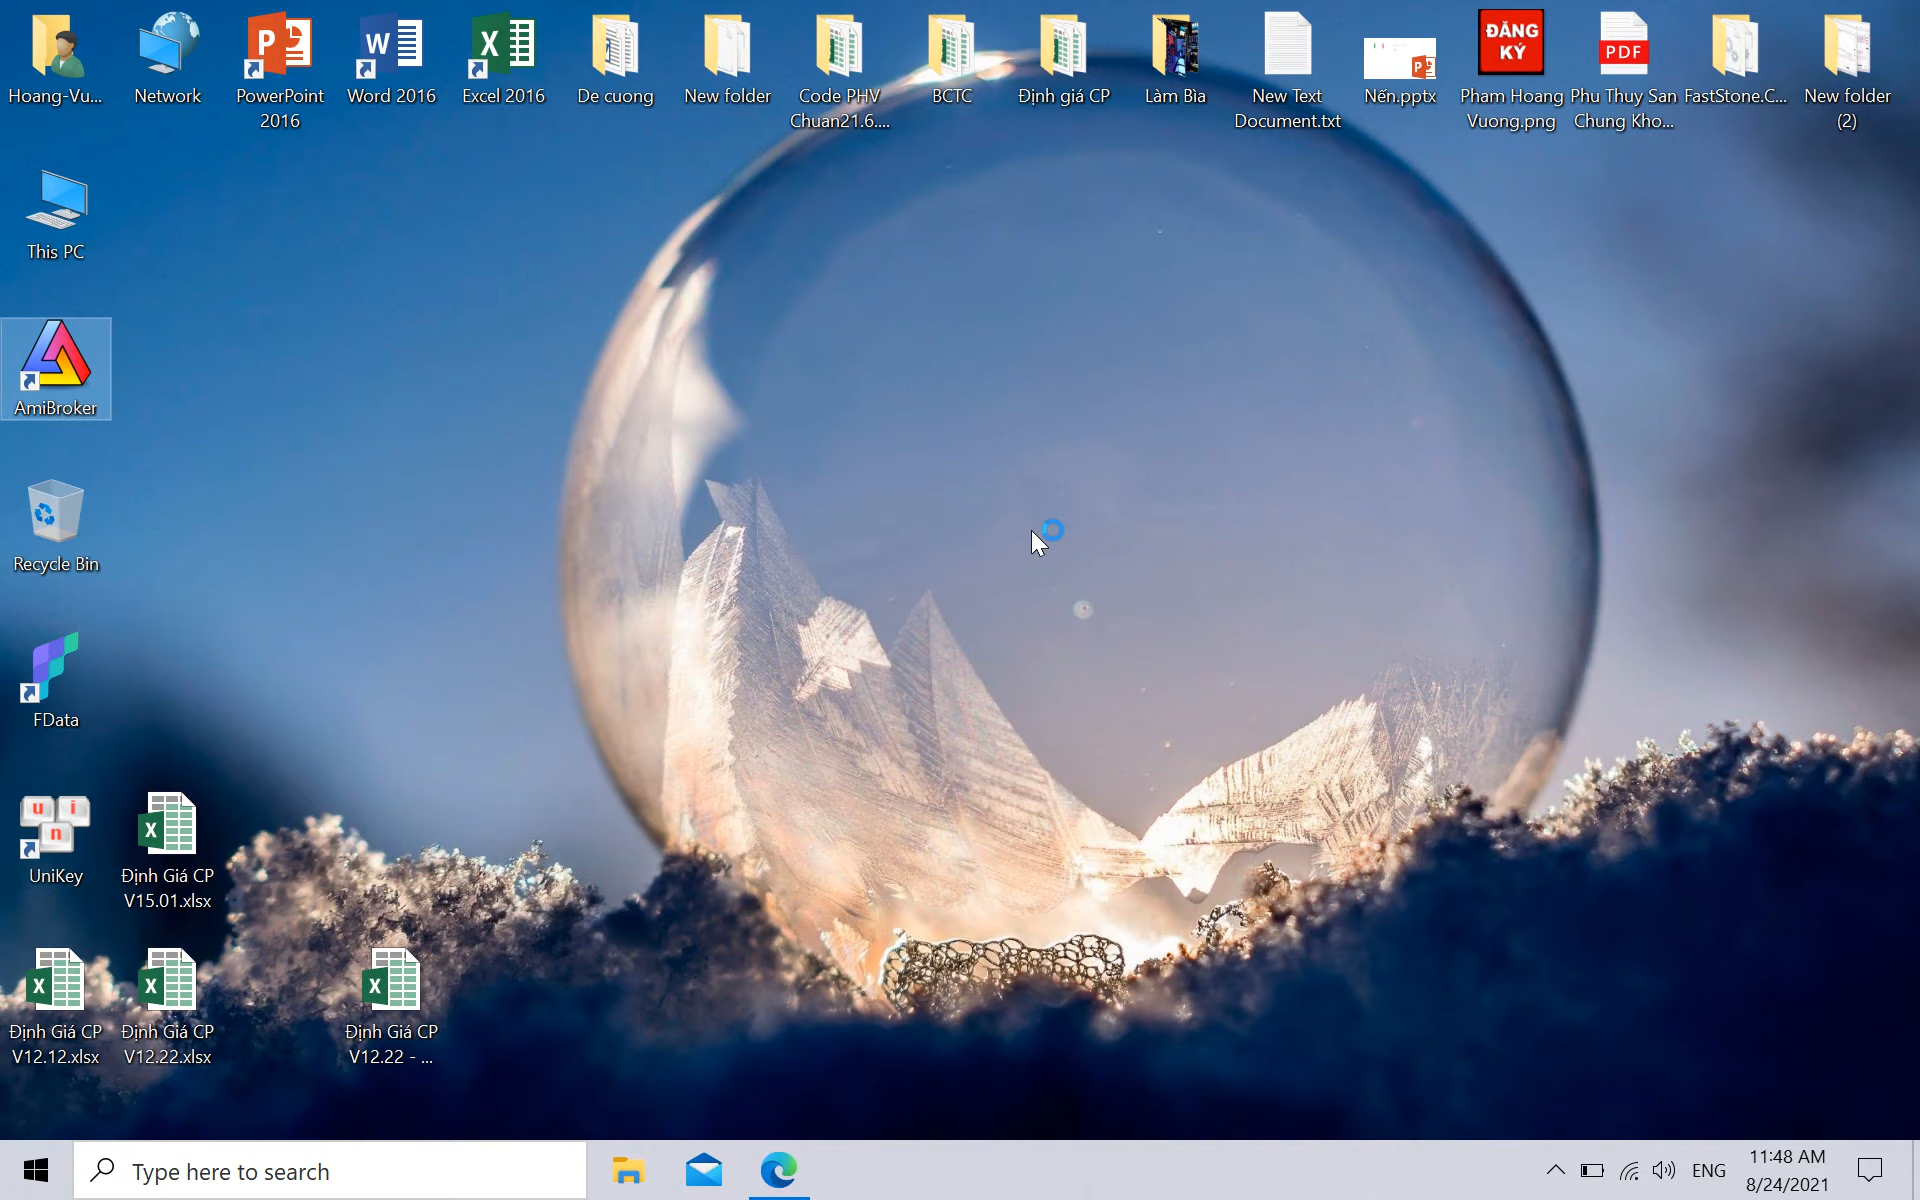 Hoang-Vu...
Network
PowerPoint
2016
Word 2016
Excel 2016
De cuong
New folder
Code PHV
Chuan21.6....
BCTC
Định giá CP
Làm Bìa
New Text
Document.txt
Nến.pptx
ĐĂNG
KÝ
Pham Hoang
Vuong.png
PDF
Phu Thuy San
Chung Kho...
FastStone.C...
New folder
(2)
This PC
AmiBroker
Recycle Bin
FData
u i
n
UniKey
Định Giá CP
V15.01.xlsx
Định Giá CP
V12.12.xlsx
Định Giá CP
V12.22.xlsx
Định Giá CP
V12.22 - ...
Type here to search
ENG
11:48 AM
8/24/2021